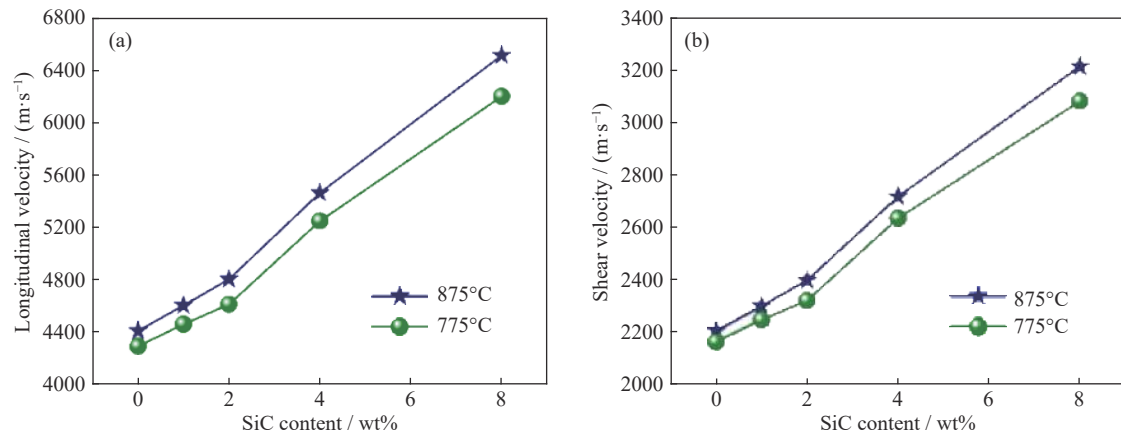 (a)
6800
6400
6000
5600
5200
4800
4400
4000
Longitudinal velocity / (m·s⁻¹)
875°C
775°C
0 2 4 6 8
SiC content / wt%
(b)
3400
3200
3000
2800
2600
2400
2200
2000
Shear velocity / (m·s⁻¹)
875°C
775°C
0 2 4 6 8
SiC content / wt%